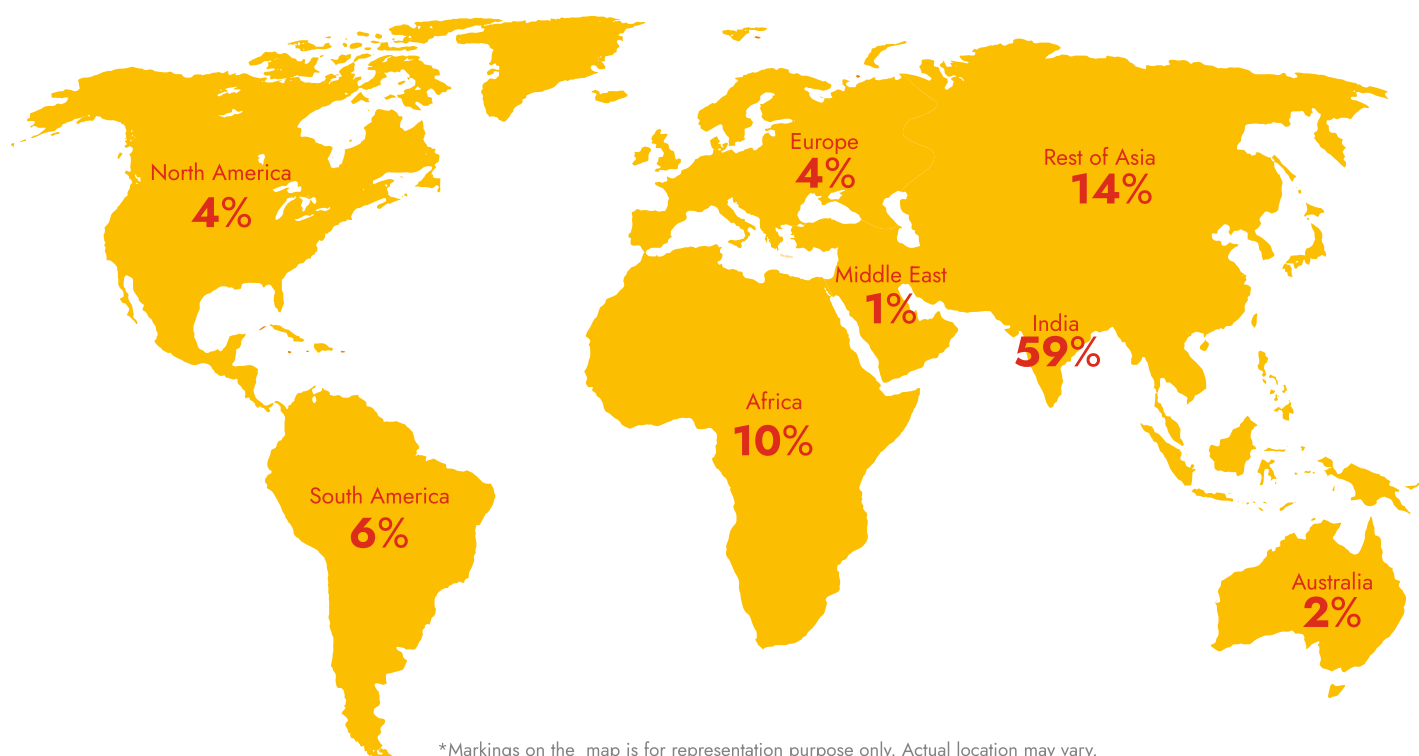 North America
4%
Europe
4%
Rest of Asia
14%
Middle East
1%
India
59%
Africa
10%
South America
6%
Australia
2%
*Markings on the  map is for representation purpose only. Actual location may vary.